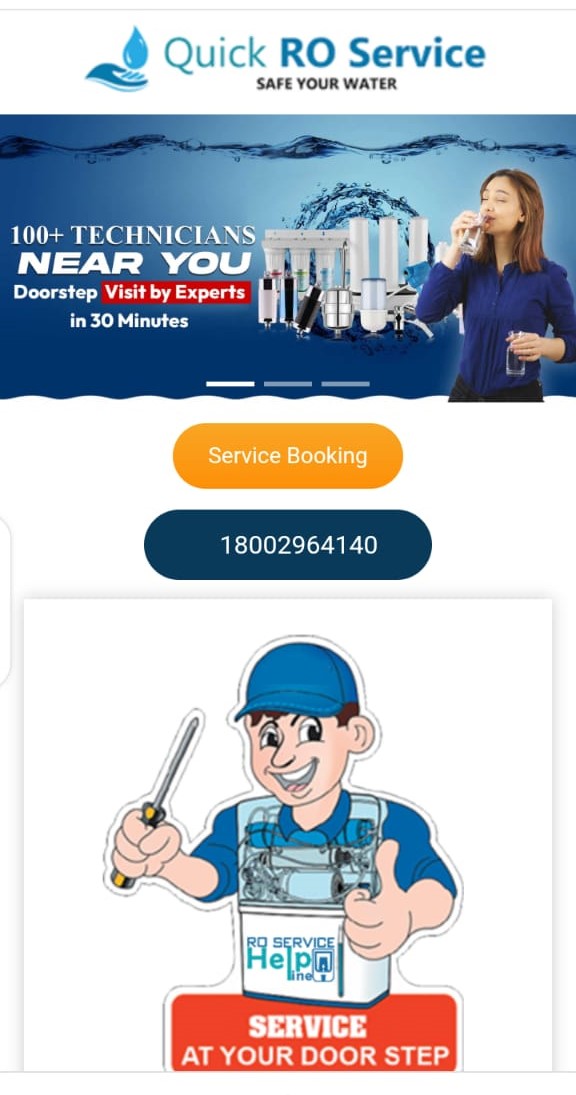 Quick RO Service
SAFE YOUR WATER
100+ TECHNICIANS
NEAR YOU
Doorstep Visit by Experts
in 30 Minutes
Service Booking
18002964140
RO SERVICE
Help
line
SERVICE
AT YOUR DOOR STEP